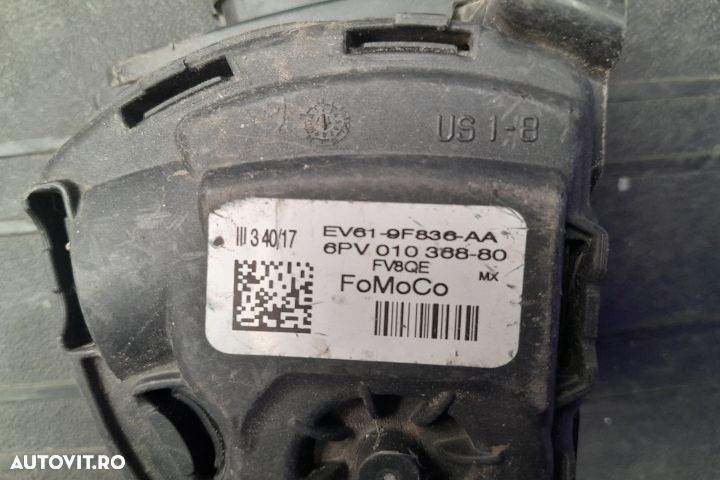 US 1-8
III 3 40/17
EV61-9F836-AA
6PV 010 368-80
FV8QE
MX
FoMoCo
AUTOVIT.RO